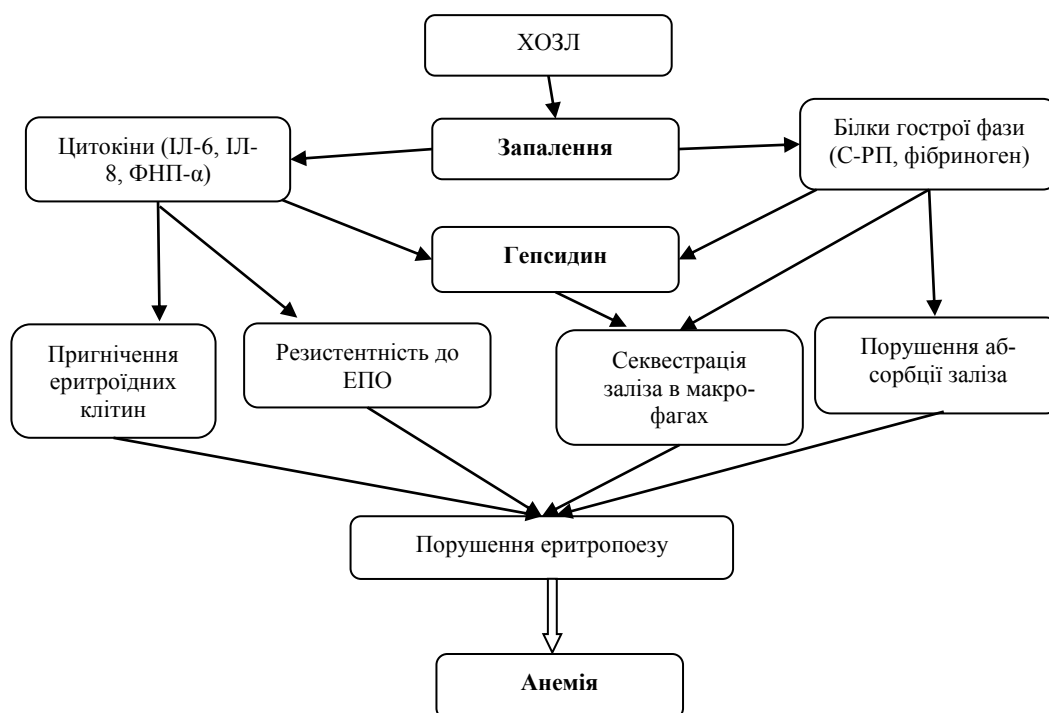 ХОЗЛ
Цитокіни (ІЛ-6, ІЛ-
8, ФНП-α)
Запалення
Білки гострої фази
(С-РП, фібриноген)
Гепсидин
Пригнічення
еритроїдних
клітин
Резистентність до
ЕПО
Секвестрація
заліза в макро-
фагах
Порушення аб-
сорбції заліза
Порушення еритропоезу
Анемія